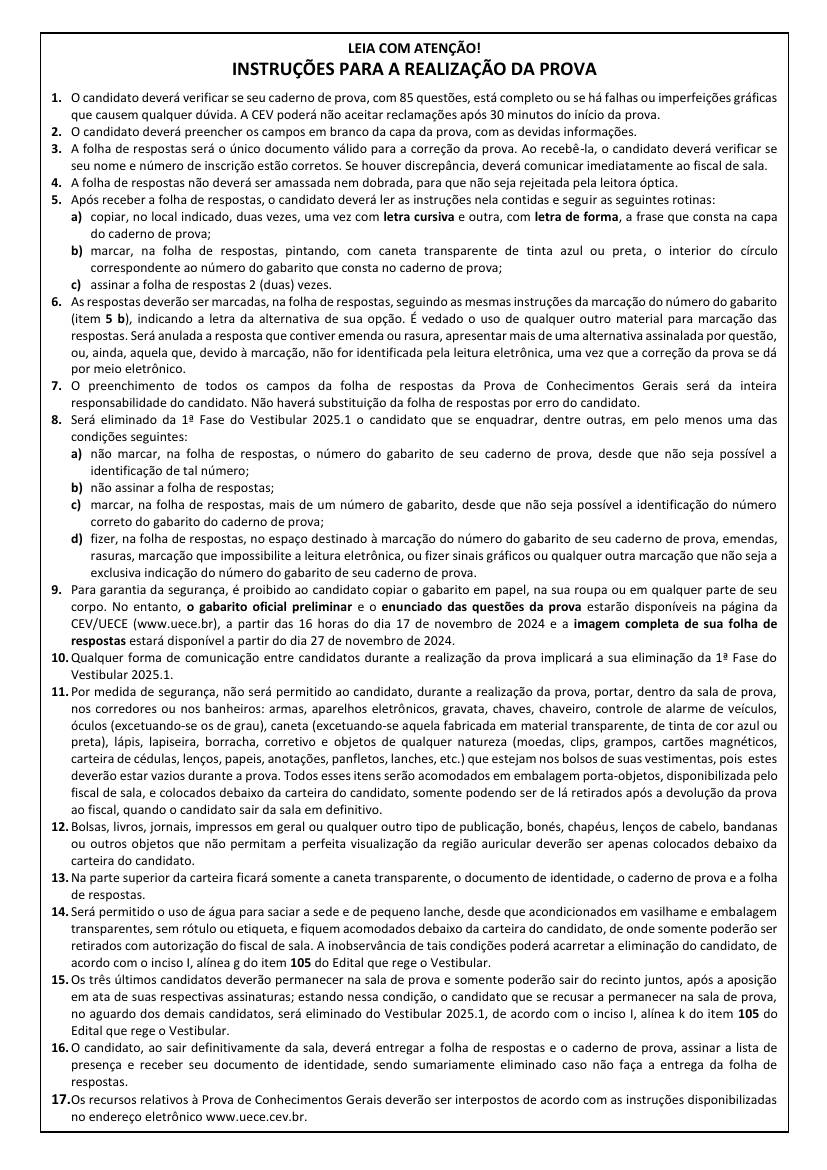 LEIA COM ATENÇÃO!
INSTRUÇÕES PARA A REALIZAÇÃO DA PROVA
1. O candidato deverá verificar se seu caderno de prova, com 85 questões, está completo ou se há falhas ou imperfeições gráficas
que causem qualquer dúvida. A CEV poderá não aceitar reclamações após 30 minutos do início da prova.
2. O candidato deverá preencher os campos em branco da capa da prova, com as devidas informações.
3. A folha de respostas será o único documento válido para a correção da prova. Ao recebê-la, o candidato deverá verificar se
seu nome e número de inscrição estão corretos. Se houver discrepância, deverá comunicar imediatamente ao fiscal de sala.
4. A folha de respostas não deverá ser amassada nem dobrada, para que não seja rejeitada pela leitora óptica.
5. Após receber a folha de respostas, o candidato deverá ler as instruções nela contidas e seguir as seguintes rotinas:
a) copiar, no local indicado, duas vezes, uma vez com letra cursiva e outra, com letra de forma, a frase que consta na capa
do caderno de prova;
b) marcar, na folha de respostas, pintando, com caneta transparente de tinta azul ou preta, o interior do círculo
correspondente ao número do gabarito que consta no caderno de prova;
c) assinar a folha de respostas 2 (duas) vezes.
6. As respostas deverão ser marcadas, na folha de respostas, seguindo as mesmas instruções da marcação do número do gabarito
(item 5 b), indicando a letra da alternativa de sua opção. É vedado o uso de qualquer outro material para marcação das
respostas. Será anulada a resposta que contiver emenda ou rasura, apresentar mais de uma alternativa assinalada por questão,
ou, ainda, aquela que, devido à marcação, não for identificada pela leitura eletrônica, uma vez que a correção da prova se dá
por meio eletrônico.
7. O preenchimento de todos os campos da folha de respostas da Prova de Conhecimentos Gerais será da inteira
responsabilidade do candidato. Não haverá substituição da folha de respostas por erro do candidato.
8. Será eliminado da 1ª Fase do Vestibular 2025.1 o candidato que se enquadrar, dentre outras, em pelo menos uma das
condições seguintes:
a) não marcar, na folha de respostas, o número do gabarito de seu caderno de prova, desde que não seja possível a
identificação de tal número;
b) não assinar a folha de respostas;
c) marcar, na folha de respostas, mais de um número de gabarito, desde que não seja possível a identificação do número
correto do gabarito do caderno de prova;
d) fizer, na folha de respostas, no espaço destinado à marcação do número do gabarito de seu caderno de prova, emendas,
rasuras, marcação que impossibilite a leitura eletrônica, ou fizer sinais gráficos ou qualquer outra marcação que não seja a
exclusiva indicação do número do gabarito de seu caderno de prova.
9. Para garantia da segurança, é proibido ao candidato copiar o gabarito em papel, na sua roupa ou em qualquer parte de seu
corpo. No entanto, o gabarito oficial preliminar e o enunciado das questões da prova estarão disponíveis na página da
CEV/UECE (www.uece.br), a partir das 16 horas do dia 17 de novembro de 2024 e a imagem completa de sua folha de
respostas estará disponível a partir do dia 27 de novembro de 2024.
10. Qualquer forma de comunicação entre candidatos durante a realização da prova implicará a sua eliminação da 1ª Fase do
Vestibular 2025.1.
11. Por medida de segurança, não será permitido ao candidato, durante a realização da prova, portar, dentro da sala de prova,
nos corredores ou nos banheiros: armas, aparelhos eletrônicos, gravata, chaves, chaveiro, controle de alarme de veículos,
óculos (excetuando-se os de grau), caneta (excetuando-se aquela fabricada em material transparente, de tinta de cor azul ou
preta), lápis, lapiseira, borracha, corretivo e objetos de qualquer natureza (moedas, clips, grampos, cartões magnéticos,
carteira de cédulas, lenços, papeis, anotações, panfletos, lanches, etc.) que estejam nos bolsos de suas vestimentas, pois estes
deverão estar vazios durante a prova. Todos esses itens serão acomodados em embalagem porta-objetos, disponibilizada pelo
fiscal de sala, e colocados debaixo da carteira do candidato, somente podendo ser de lá retirados após a devolução da prova
ao fiscal, quando o candidato sair da sala em definitivo.
12. Bolsas, livros, jornais, impressos em geral ou qualquer outro tipo de publicação, bonés, chapéus, lenços de cabelo, bandanas
ou outros objetos que não permitam a perfeita visualização da região auricular deverão ser apenas colocados debaixo da
carteira do candidato.
13. Na parte superior da carteira ficará somente a caneta transparente, o documento de identidade, o caderno de prova e a folha
de respostas.
14. Será permitido o uso de água para saciar a sede e de pequeno lanche, desde que acondicionados em vasilhame e embalagem
transparentes, sem rótulo ou etiqueta, e fiquem acomodados debaixo da carteira do candidato, de onde somente poderão ser
retirados com autorização do fiscal de sala. A inobservância de tais condições poderá acarretar a eliminação do candidato, de
acordo com o inciso I, alínea g do item 105 do Edital que rege o Vestibular.
15. Os três últimos candidatos deverão permanecer na sala de prova e somente poderão sair do recinto juntos, após a aposição
em ata de suas respectivas assinaturas; estando nessa condição, o candidato que se recusar a permanecer na sala de prova,
no aguardo dos demais candidatos, será eliminado do Vestibular 2025.1, de acordo com o inciso I, alínea k do item 105 do
Edital que rege o Vestibular.
16. O candidato, ao sair definitivamente da sala, deverá entregar a folha de respostas e o caderno de prova, assinar a lista de
presença e receber seu documento de identidade, sendo sumariamente eliminado caso não faça a entrega da folha de
respostas.
17. Os recursos relativos à Prova de Conhecimentos Gerais deverão ser interpostos de acordo com as instruções disponibilizadas
no endereço eletrônico www.uece.cev.br.